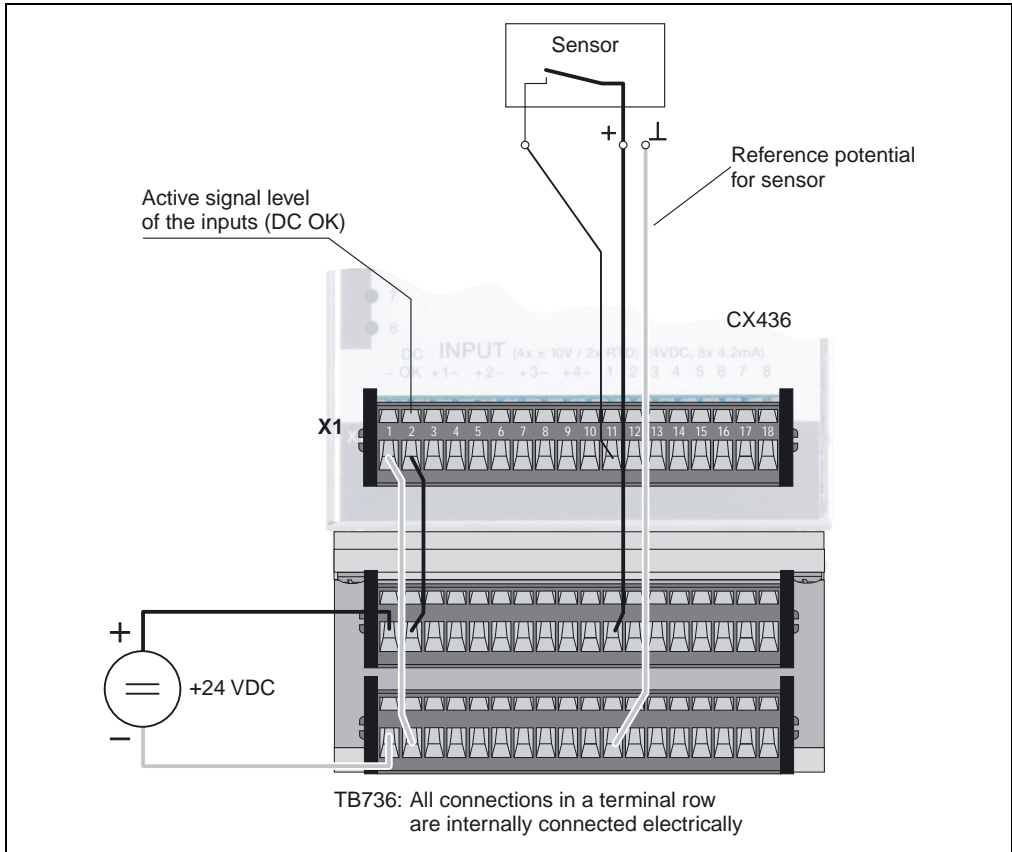 Sensor
+ ⊥
Reference potential
for sensor
Active signal level
of the inputs (DC OK)
7
8
CX436
DC INPUT (4x ± 10V / 2x RTD; 24VDC, 8x 4.2mA)
– OK +1– +2– +3– +4– 1 2 3 4 5 6 7 8
X1
1 2 3 4 5 6 7 8 9 10 11 12 13 14 15 16 17 18
+
+24 VDC
–
TB736: All connections in a terminal row
are internally connected electrically